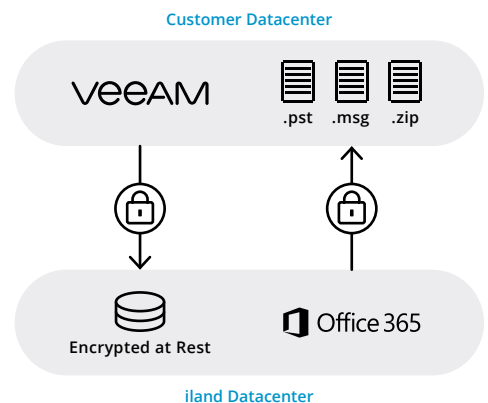 Customer Datacenter
veeAM
.pst .msg .zip
Encrypted at Rest
Office 365
iland Datacenter